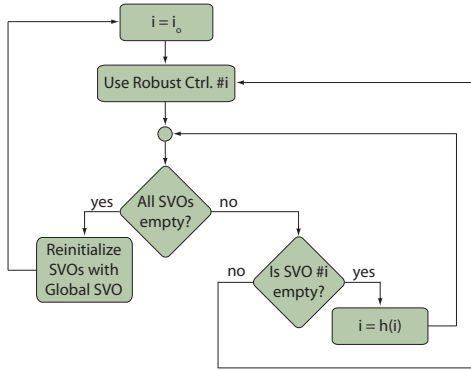 i = i₀
Use Robust Ctrl. #i
All SVOs
empty?
yes
no
Reinitialize
SVOs with
Global SVO
Is SVO #i
empty?
no
yes
i = h(i)